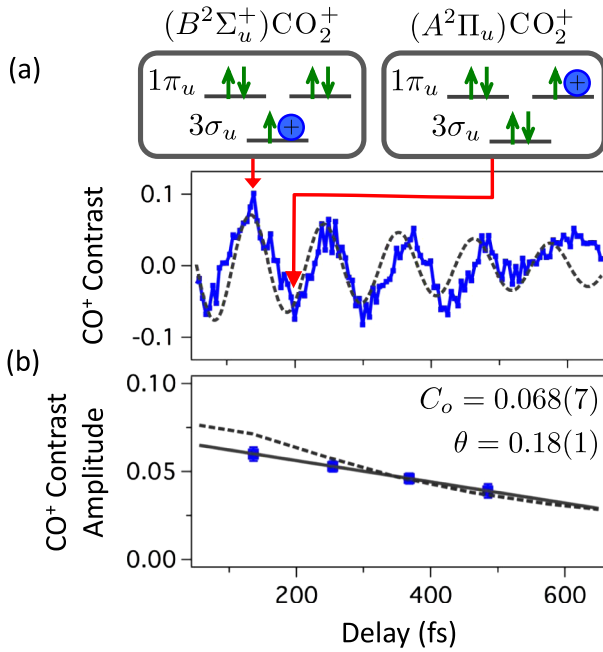 (B²Σᵤ⁺)CO₂⁺ (A²Πᵤ)CO₂⁺
(a)
1πᵤ 1πᵤ
3σᵤ + 3σᵤ +
0.1
0.0
-0.1
CO⁺ Contrast
(b)
0.10
0.05
0.00
CO⁺ Contrast
Amplitude
Cₒ = 0.068(7)
θ = 0.18(1)
200 400 600
Delay (fs)